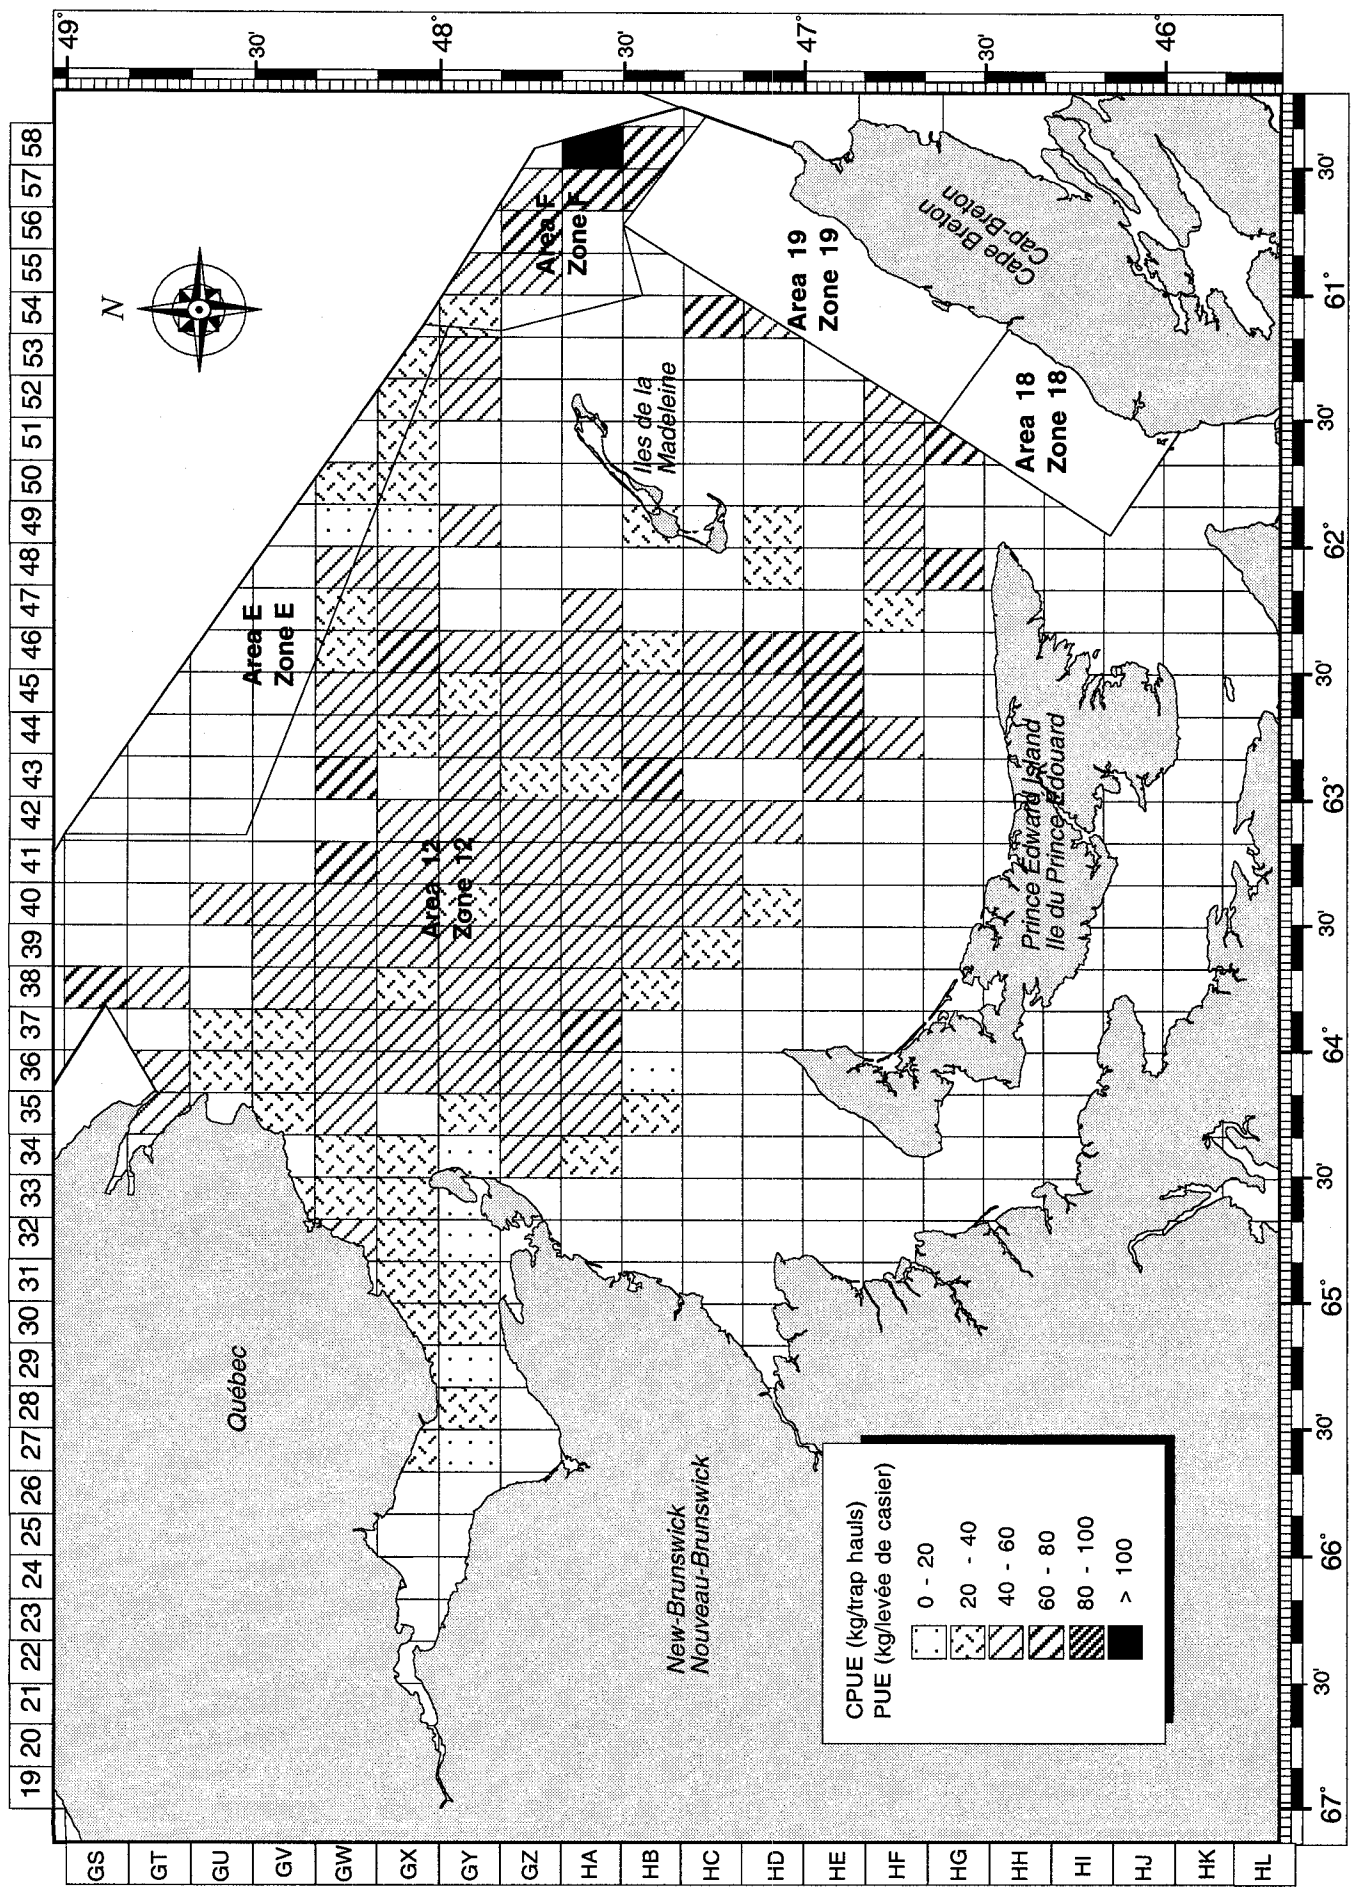 19 20 21 22 23 24 25 26 27 28 29 30 31 32 33 34 35 36 37 38 39 40 41 42 43 44 45 46 47 48 49 50 51 52 53 54 55 56 57 58
GS
GT
GU
GV
GW
GX
GY
GZ
HA
HB
HC
HD
HE
HF
HG
HH
HI
HJ
HK
HL
49°
30'
48°
30'
47°
30'
46°
67°
30'
66°
30'
65°
30'
64°
30'
63°
30'
62°
30'
61°
30'
N
Québec
Area E
Zone E
Area F
Zone F
Area 12
Zone 12
Iles de la
Madeleine
Area 19
Zone 19
Cape Breton
Cap-Breton
Area 18
Zone 18
Prince Edward Island
Ile du Prince-Édouard
New-Brunswick
Nouveau-Brunswick
CPUE (kg/trap hauls)
PUE (kg/levée de casier)
0 - 20
20 - 40
40 - 60
60 - 80
80 - 100
> 100